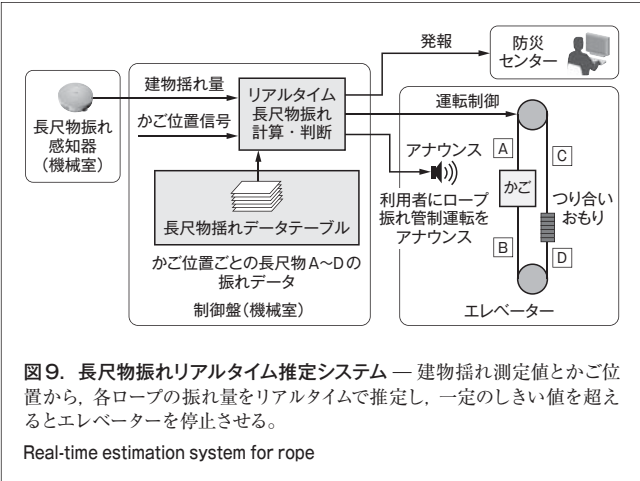 発報
防災
センター
建物揺れ量
リアルタイム
長尺物振れ
計算・判断
運転制御
かご位置信号
長尺物振れ
感知器
(機械室)
アナウンス
A
C
かご
つり合い
おもり
利用者にロープ
振れ管制運転を
アナウンス
長尺物揺れデータテーブル
B
D
かご位置ごとの長尺物A～Dの
振れデータ
制御盤(機械室)
エレベーター
図9. 長尺物振れリアルタイム推定システム — 建物揺れ測定値とかご位
置から，各ロープの振れ量をリアルタイムで推定し，一定のしきい値を超え
るとエレベーターを停止させる。
Real-time estimation system for rope